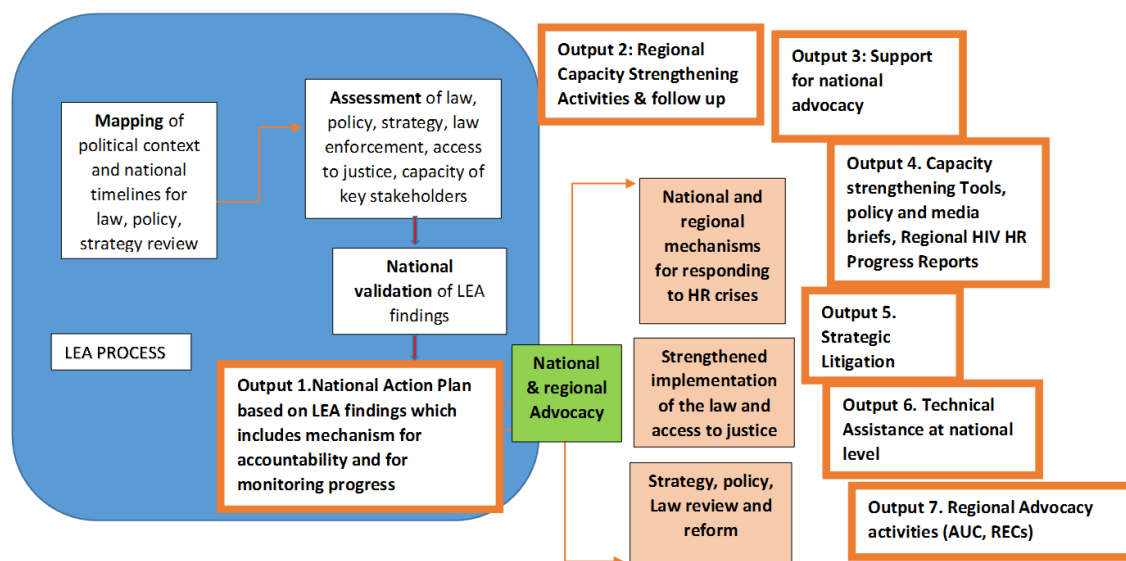 Mapping of
political context
and national
timelines for
law, policy,
strategy review
Assessment of law,
policy, strategy, law
enforcement, access
to justice, capacity of
key stakeholders
National
validation of LEA
findings
LEA PROCESS
Output 1.National Action Plan
based on LEA findings which
includes mechanism for
accountability and for
monitoring progress
National
& regional
Advocacy
National and
regional
mechanisms
for responding
to HR crises
Strengthened
implementation
of the law and
access to justice
Strategy, policy,
Law review and
reform
Output 2: Regional
Capacity Strengthening
Activities & follow up
Output 3: Support
for national
advocacy
Output 4. Capacity
strengthening Tools,
policy and media
briefs, Regional HIV HR
Progress Reports
Output 5.
Strategic
Litigation
Output 6. Technical
Assistance at national
level
Output 7. Regional Advocacy
activities (AUC, RECs)